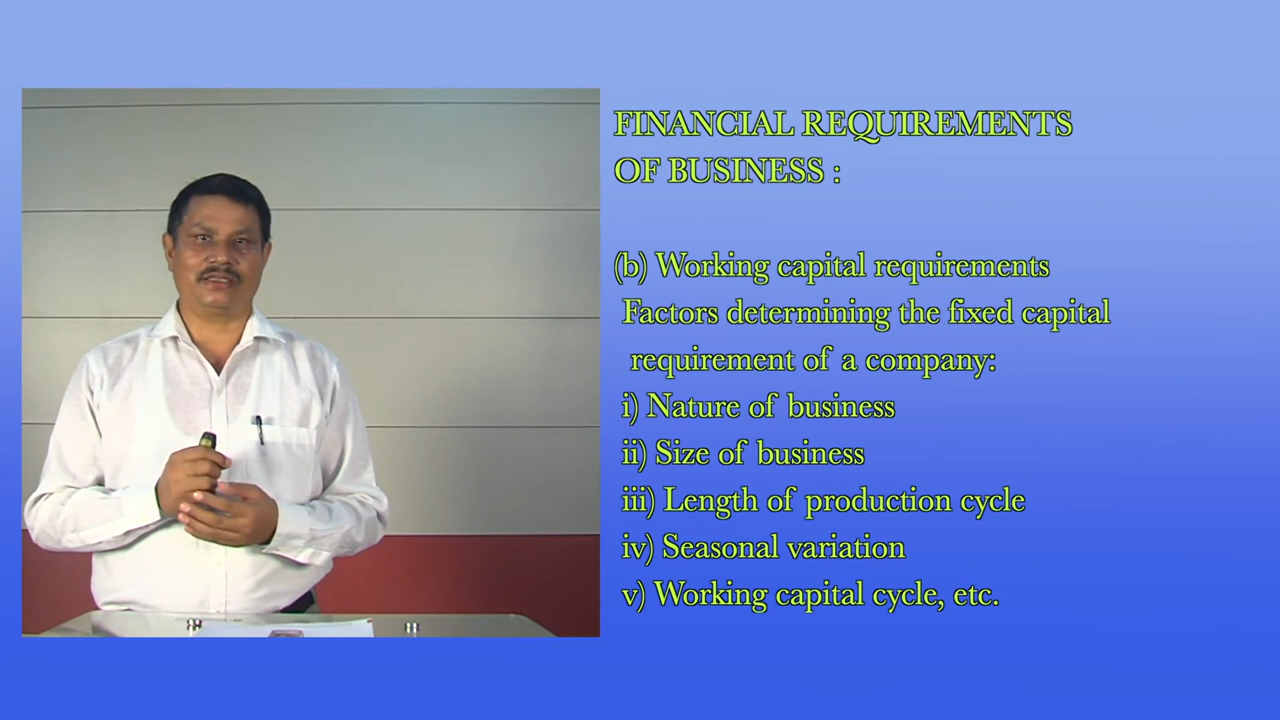 FINANCIAL REQUIREMENTS
OF BUSINESS :
(b) Working capital requirements
Factors determining the fixed capital
requirement of a company:
i) Nature of business
ii) Size of business
iii) Length of production cycle
iv) Seasonal variation
v) Working capital cycle, etc.